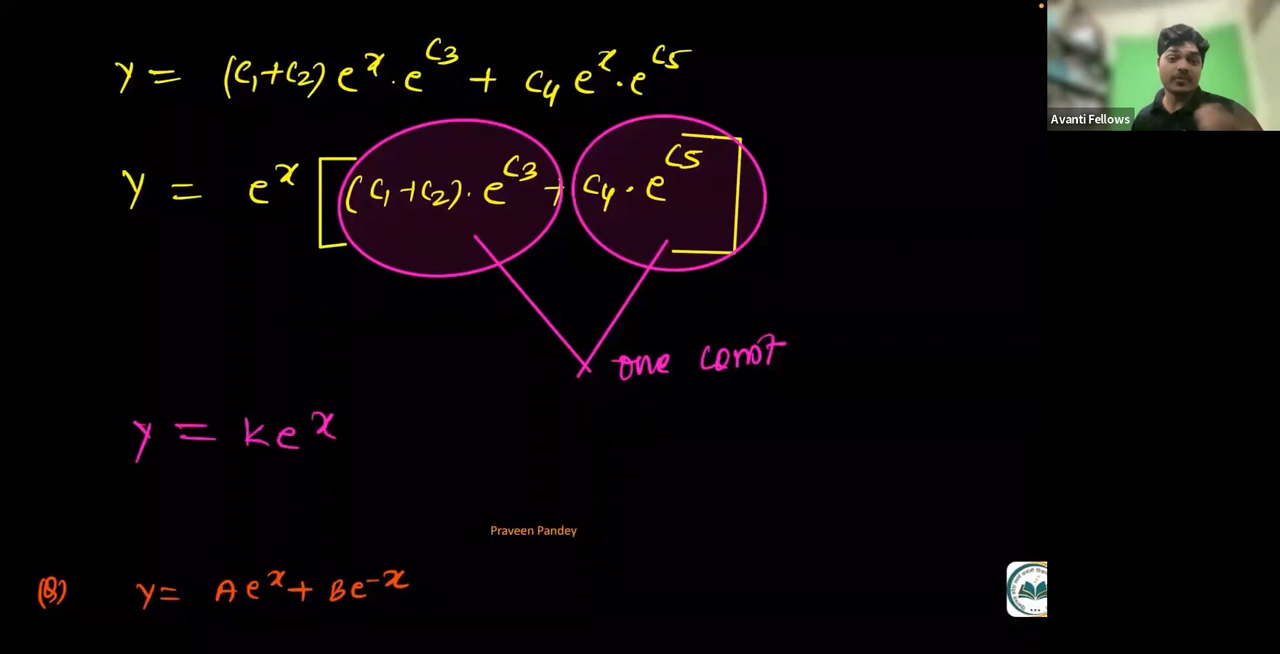 y = (C1+C2) e^x . e^C3 + C4 e^x . e^C5
Avanti Fellows
y = e^x [(C1+C2) . e^C3 + C4 . e^C5]
one const
y = ke^x
Praveen Pandey
(Q) y = Ae^x + Be^-x